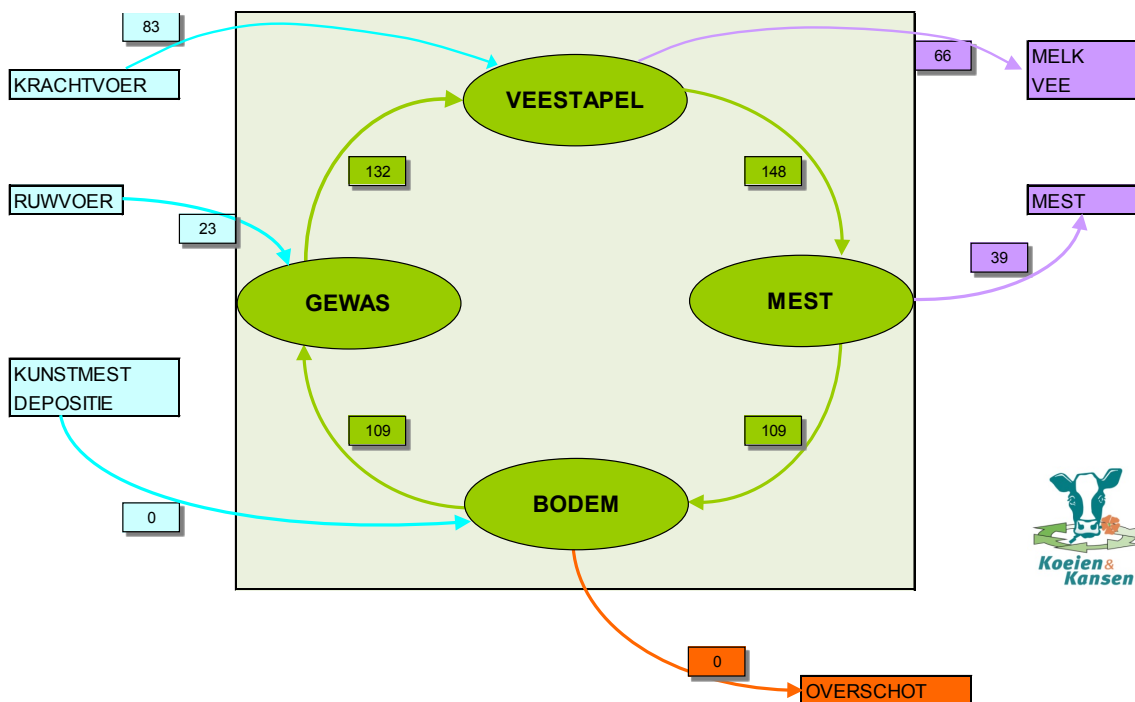 83
66
KRACHTVOER
VEESTAPEL
MELK
VEE
132
148
RUWVOER
MEST
23
39
GEWAS
MEST
KUNSTMEST
DEPOSITIE
109
109
0
BODEM
Koeien &
Kansen
0
OVERSCHOT